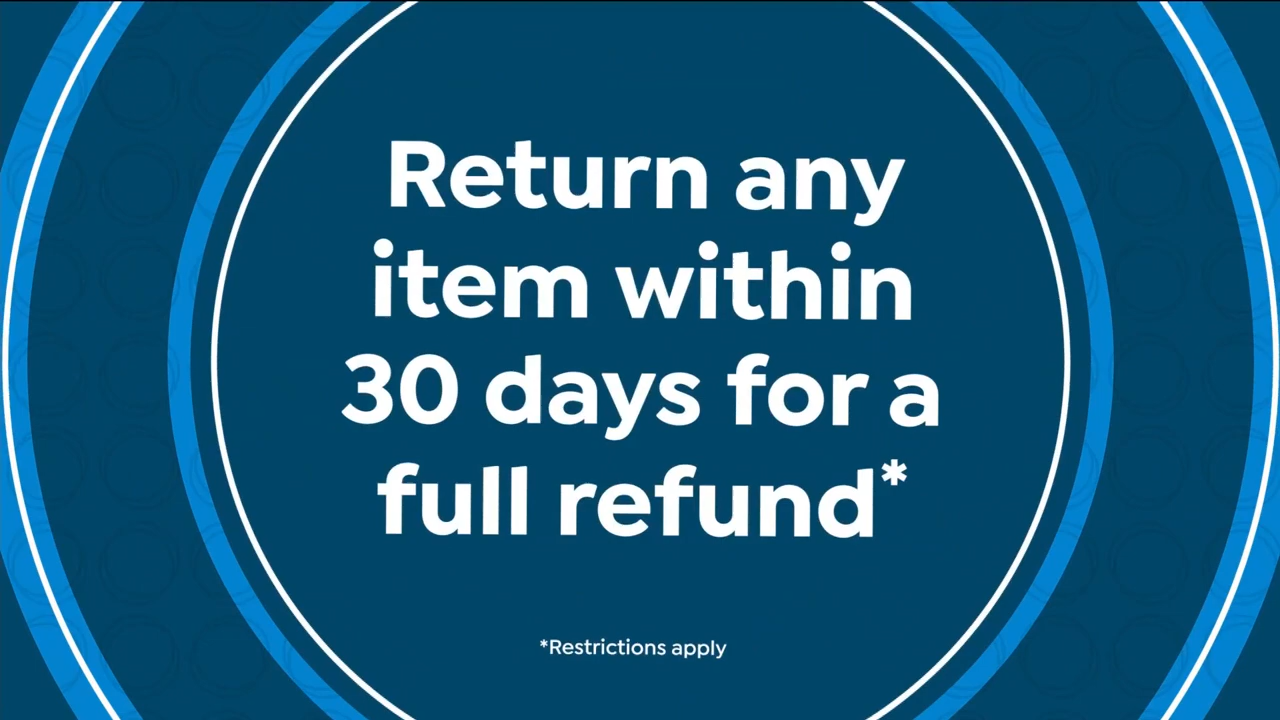 Return any
item within
30 days for a
full refund*
*Restrictions apply